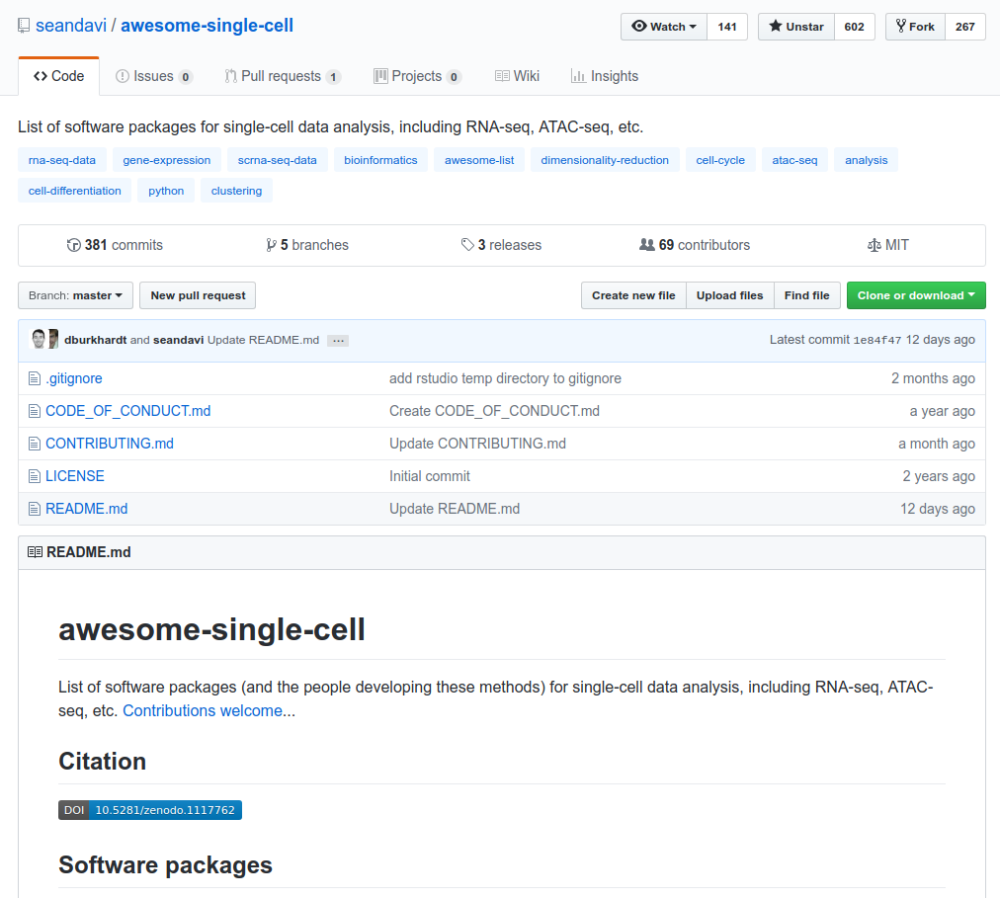 seandavi / awesome-single-cell
Watch 141 Unstar 602 Fork 267
Code Issues 0 Pull requests 1 Projects 0 Wiki Insights
List of software packages for single-cell data analysis, including RNA-seq, ATAC-seq, etc.
rna-seq-data gene-expression scrna-seq-data bioinformatics awesome-list dimensionality-reduction cell-cycle atac-seq analysis
cell-differentiation python clustering
381 commits 5 branches 3 releases 69 contributors MIT
Branch: master New pull request Create new file Upload files Find file Clone or download
dburkhardt and seandavi Update README.md ... Latest commit 1e84f47 12 days ago
.gitignore add rstudio temp directory to gitignore 2 months ago
CODE_OF_CONDUCT.md Create CODE_OF_CONDUCT.md a year ago
CONTRIBUTING.md Update CONTRIBUTING.md a month ago
LICENSE Initial commit 2 years ago
README.md Update README.md 12 days ago
README.md
awesome-single-cell
List of software packages (and the people developing these methods) for single-cell data analysis, including RNA-seq, ATAC-
seq, etc. Contributions welcome...
Citation
DOI 10.5281/zenodo.1117762
Software packages